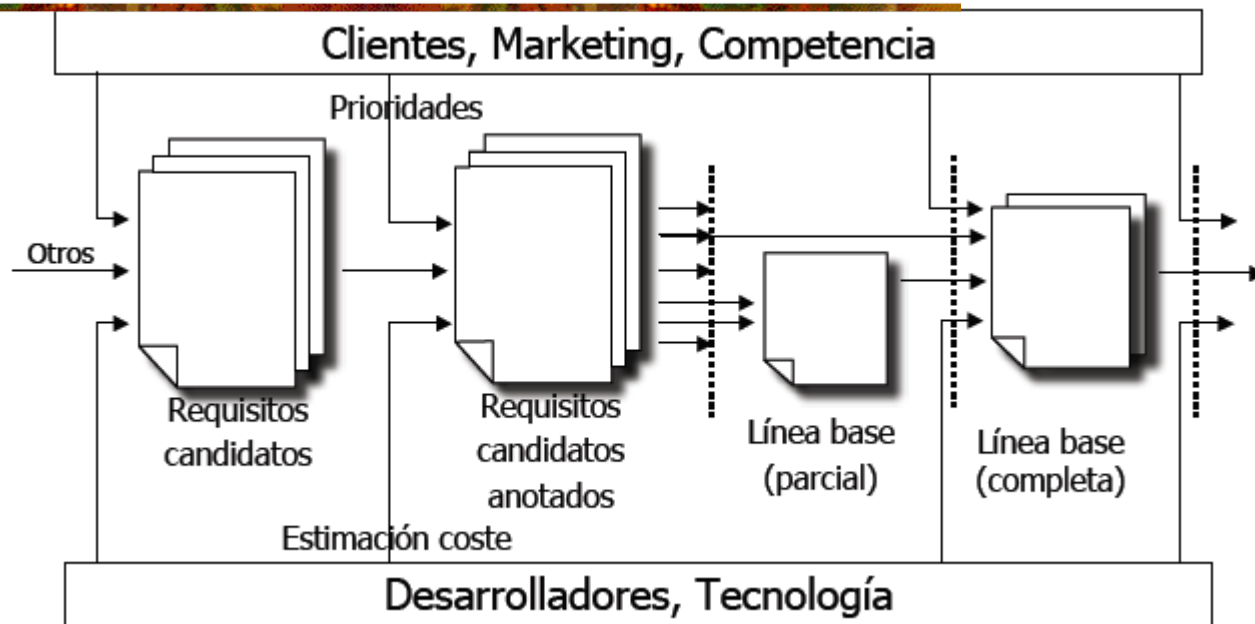 Clientes, Marketing, Competencia
Prioridades
Otros
Requisitos
candidatos
Requisitos
candidatos
anotados
Línea base
(parcial)
Línea base
(completa)
Estimación coste
Desarrolladores, Tecnología